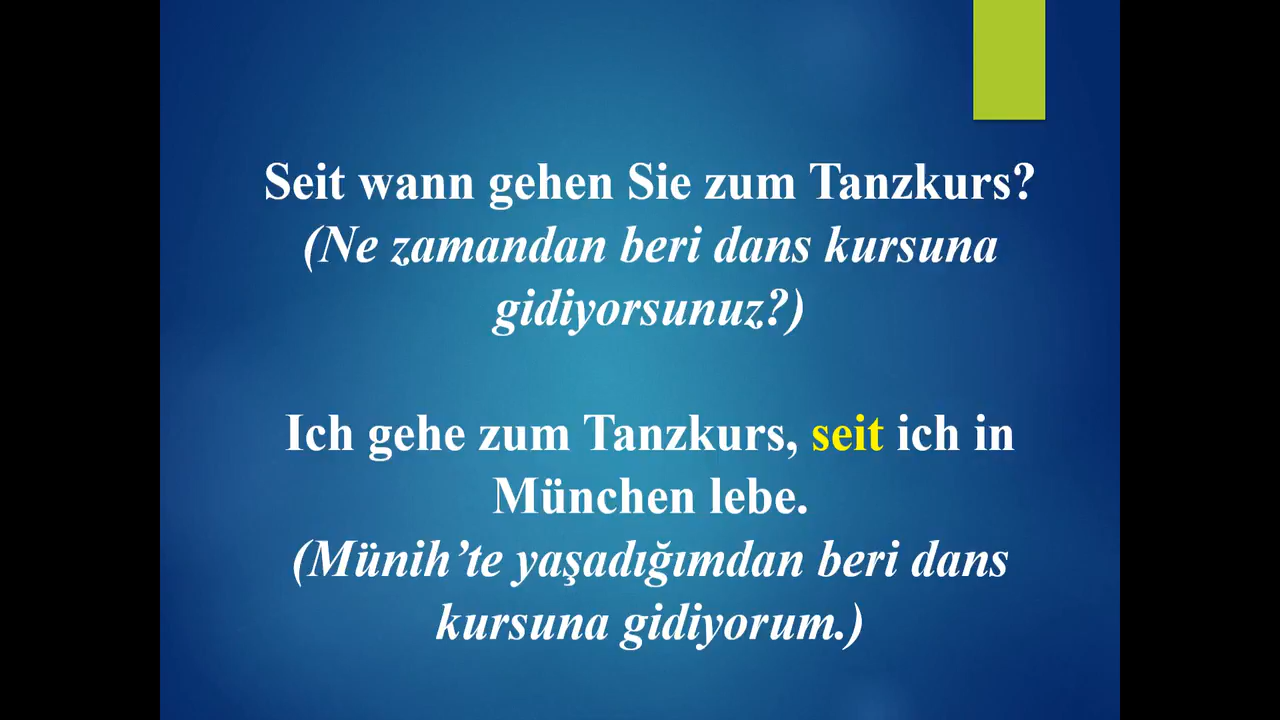 Seit wann gehen Sie zum Tanzkurs?
(Ne zamandan beri dans kursuna
gidiyorsunuz?)
Ich gehe zum Tanzkurs, seit ich in
München lebe.
(Münih’te yaşadığımdan beri dans
kursuna gidiyorum.)